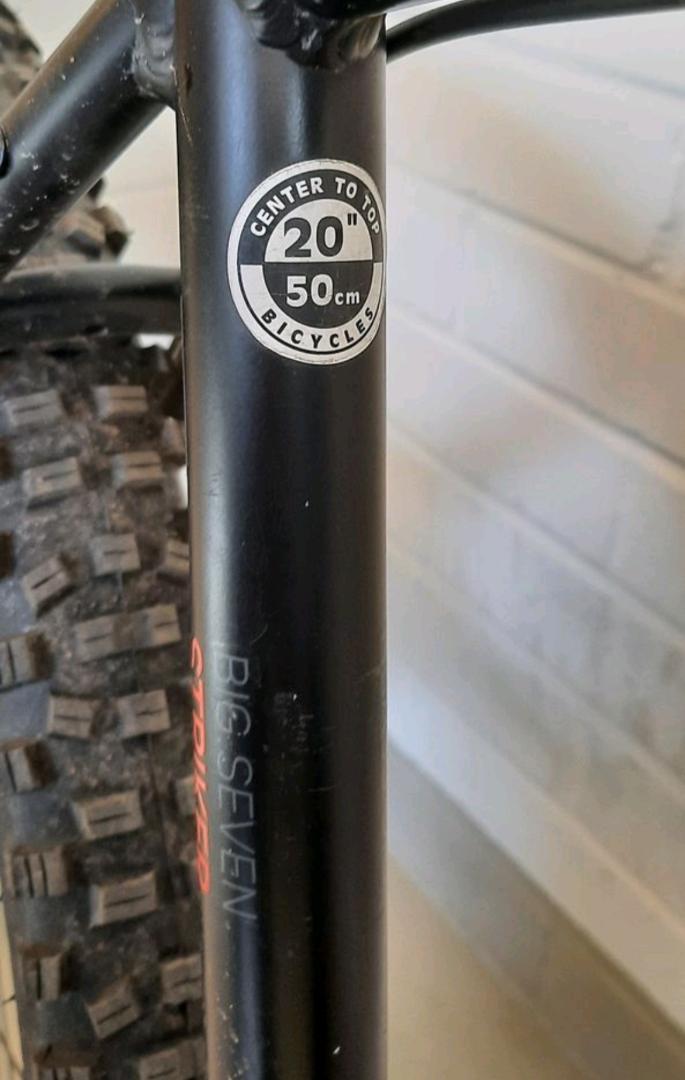 CENTER TO TOP
20"
50cm
BICYCLES
BIG SEVEN
STRIKER